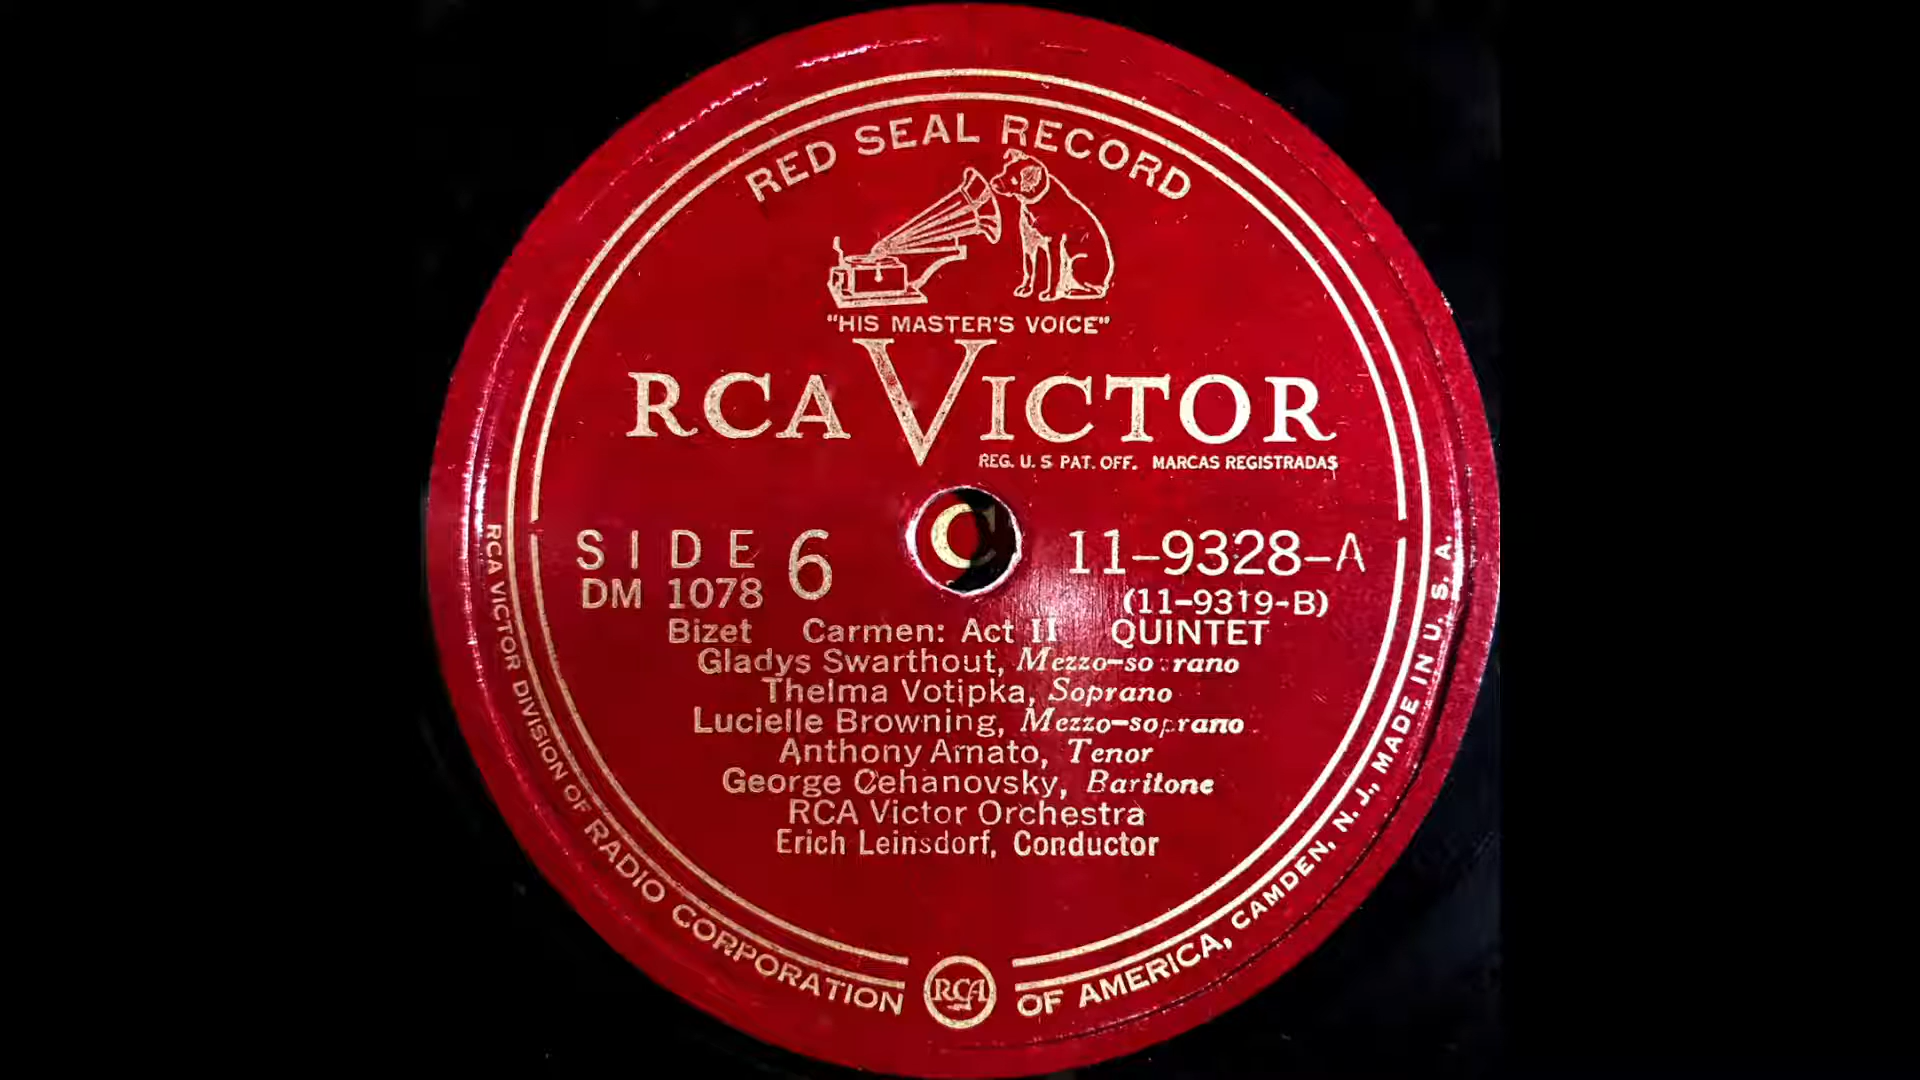 RED SEAL RECORD
"HIS MASTER'S VOICE"
RCA VICTOR
REG. U. S. PAT. OFF. MARCAS REGISTRADAS
SIDE 6
DM 1078
11-9328-A
(11-9319-B)
Bizet Carmen: Act II QUINTET
Gladys Swarthout, Mezzo-soprano
Thelma Votipka, Soprano
Lucielle Browning, Mezzo-soprano
Anthony Amato, Tenor
George Cehanovsky, Baritone
RCA Victor Orchestra
Erich Leinsdorf, Conductor
RCA VICTOR DIVISION OF RADIO CORPORATION OF AMERICA, CAMDEN, N. J., MADE IN U. S. A.
RCA